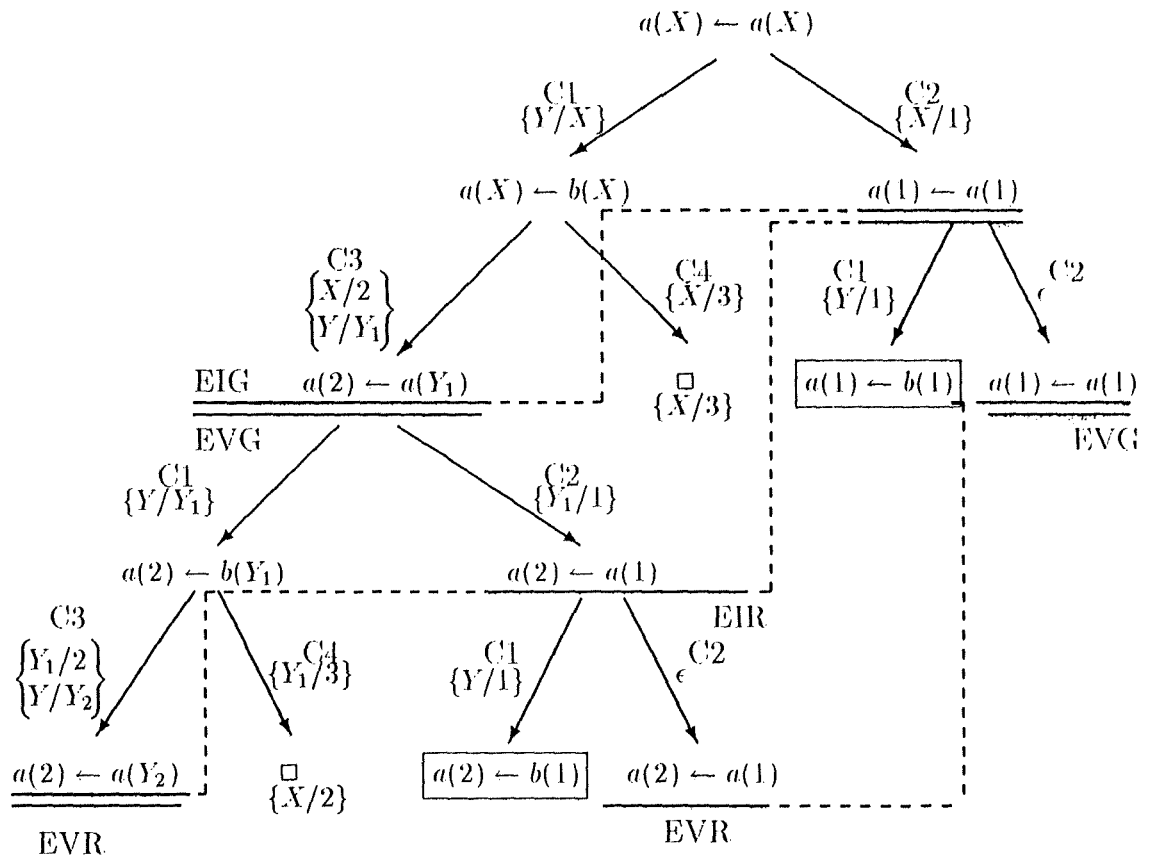 a(X) ← a(X)
C1
{Y/X}
C2
{X/1}
a(X) ← b(X)
a(1) ← a(1)
C3
{X/2
Y/Y₁}
C4
{X/3}
C1
{Y/1}
C2
ϵ
EIG
a(2) ← a(Y₁)
□
{X/3}
a(1) ← b(1)
a(1) ← a(1)
EVG
EVG
C1
{Y/Y₁}
C2
{Y₁/1}
a(2) ← b(Y₁)
a(2) ← a(1)
EIR
C3
{Y₁/2
Y/Y₂}
C4
{Y₁/3}
C1
{Y/1}
C2
ϵ
a(2) ← a(Y₂)
□
{X/2}
a(2) ← b(1)
a(2) ← a(1)
EVR
EVR